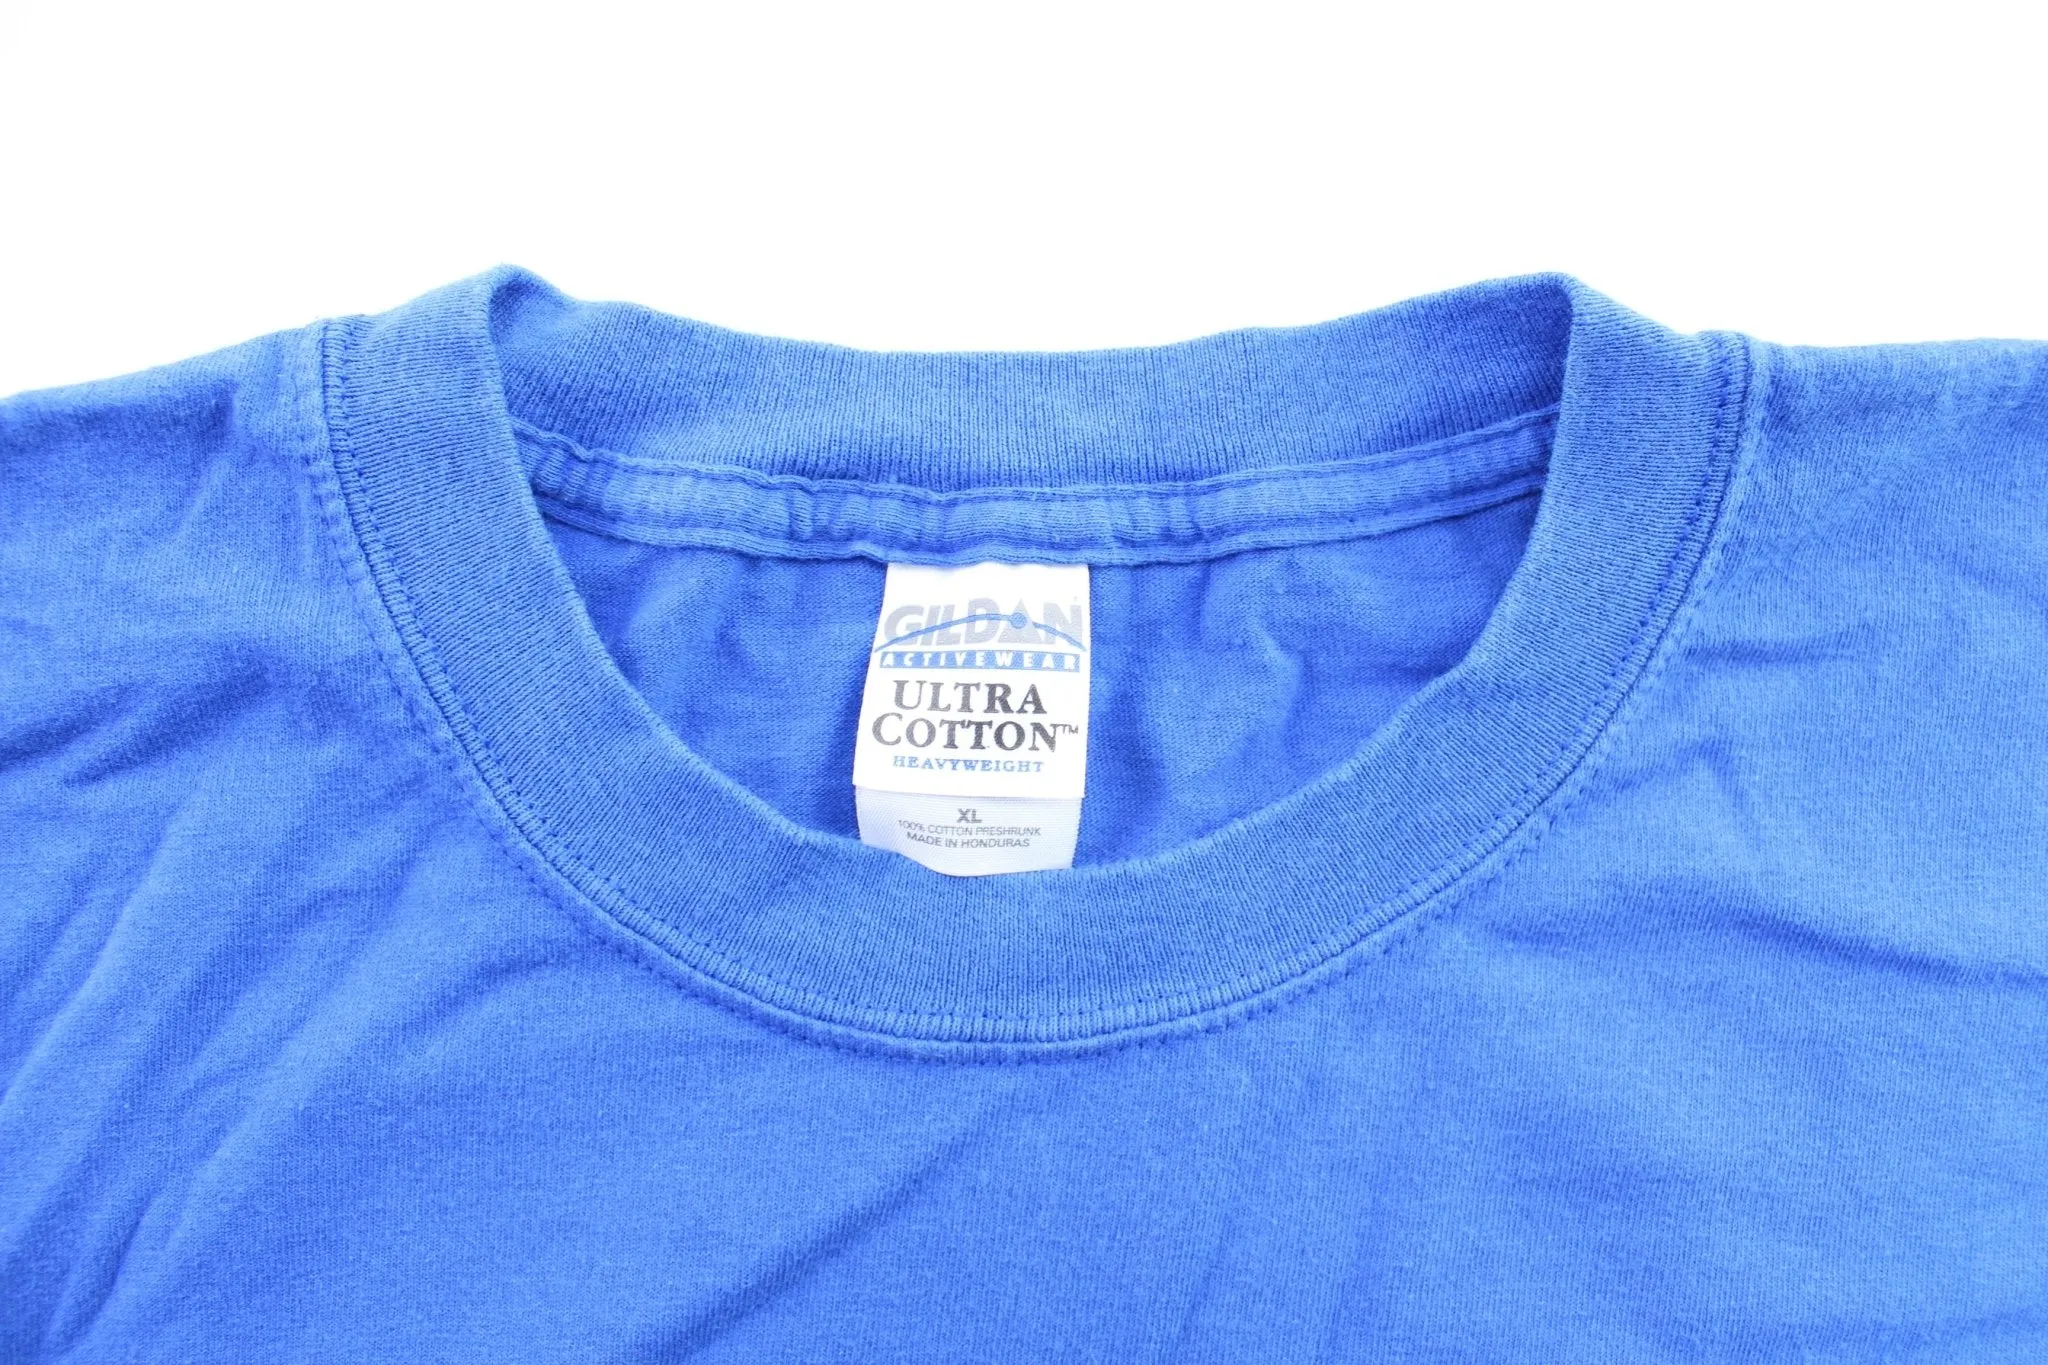 GILDAN
ACTIVEWEAR
ULTRA
COTTON™
HEAVYWEIGHT
XL
100% COTTON PRESHRUNK
MADE IN HONDURAS